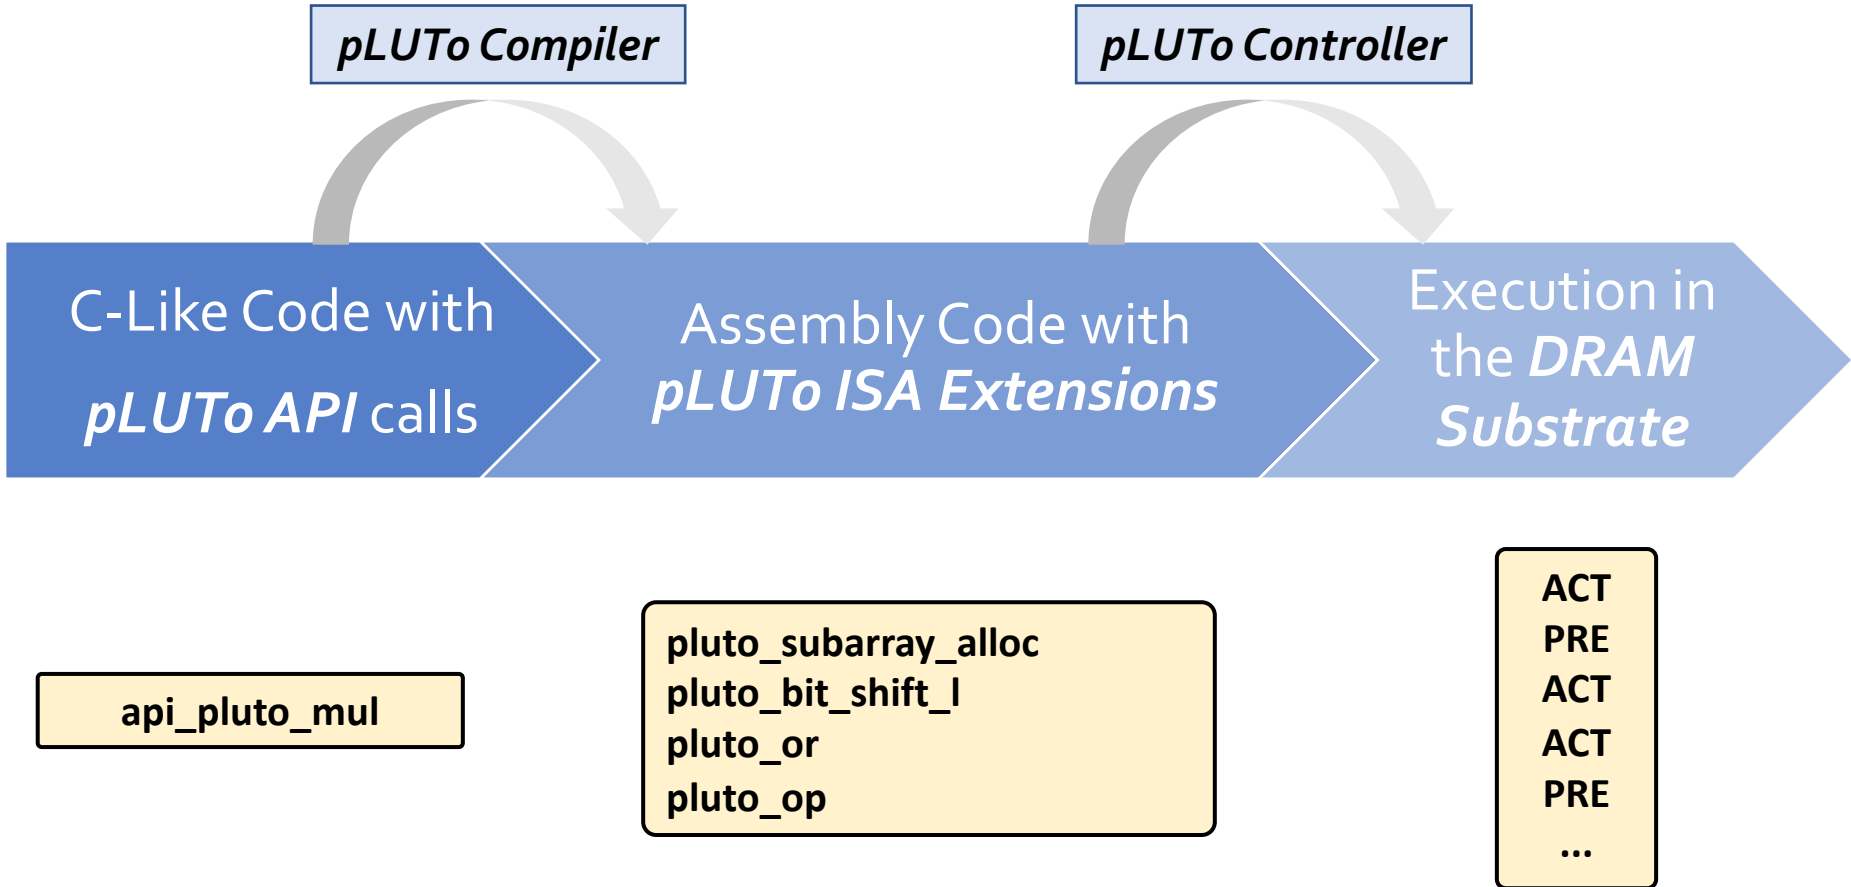 pLUTo Compiler
pLUTo Controller
C-Like Code with
pLUTo API calls
Assembly Code with
pLUTo ISA Extensions
Execution in
the DRAM
Substrate
api_pluto_mul
pluto_subarray_alloc
pluto_bit_shift_l
pluto_or
pluto_op
ACT
PRE
ACT
ACT
PRE
...